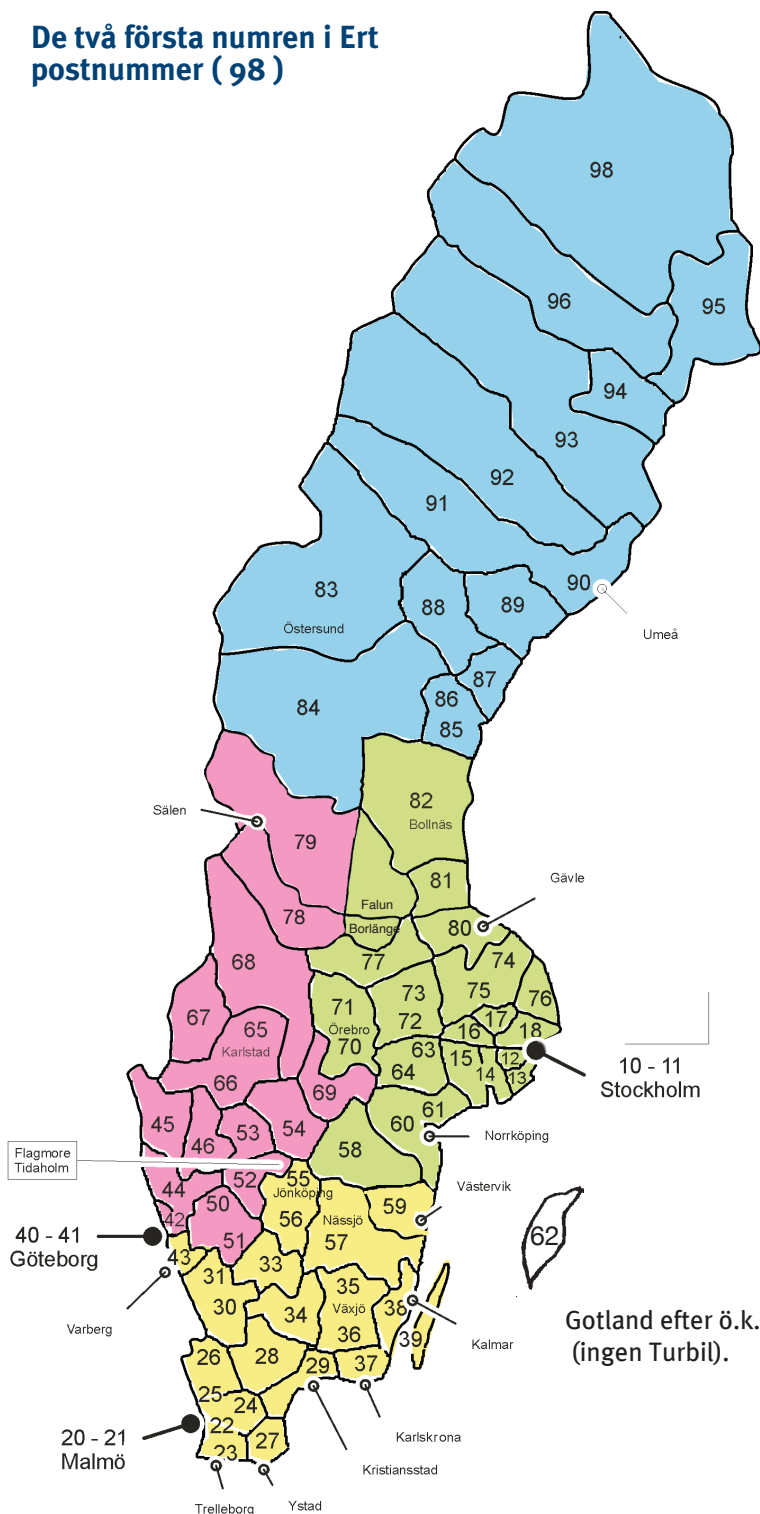 De två första numren i Ert
postnummer ( 98 )
98
96
95
94
93
92
91
90
Umeå
83
Östersund
88
89
87
86
85
84
82
Bollnäs
Sälen
79
81
Gävle
Falun
78
Borlänge
80
77
74
68
75
76
73
71
72
Örebro
70
67
65
Karlstad
66
17
16
18
63
15
12
14
13
64
10 - 11
Stockholm
69
61
60
Norrköping
45
46
53
54
58
Flagmore
Tidaholm
44
52
55
Jönköping
50
42
56
51
Nässjö
57
59
Västervik
62
40 - 41
Göteborg
43
33
31
30
Varberg
35
34
Växjö
36
38
39
Kalmar
Gotland efter ö.k.
(ingen Turbil).
26
28
29
37
25
24
22
27
23
20 - 21
Malmö
Karlskrona
Kristiansstad
Trelleborg
Ystad